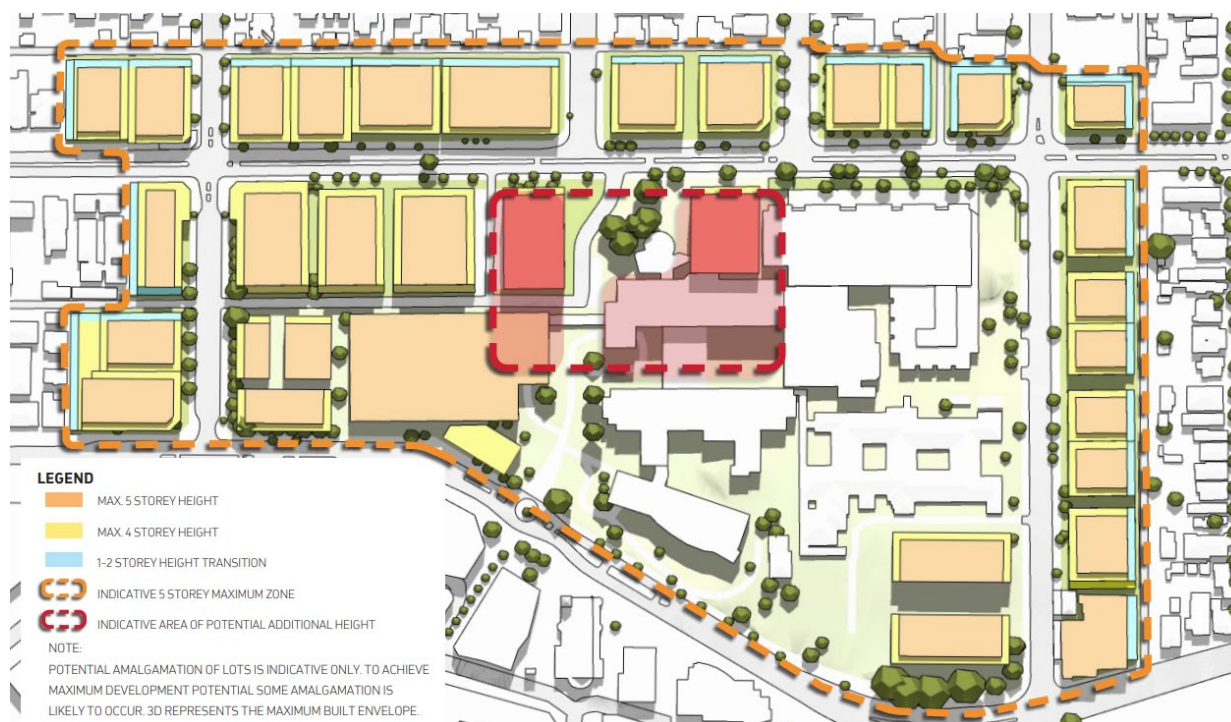 LEGEND
MAX. 5 STOREY HEIGHT
MAX. 4 STOREY HEIGHT
1-2 STOREY HEIGHT TRANSITION
INDICATIVE 5 STOREY MAXIMUM ZONE
INDICATIVE AREA OF POTENTIAL ADDITIONAL HEIGHT
NOTE:
POTENTIAL AMALGAMATION OF LOTS IS INDICATIVE ONLY. TO ACHIEVE
MAXIMUM DEVELOPMENT POTENTIAL SOME AMALGAMATION IS
LIKELY TO OCCUR. 3D REPRESENTS THE MAXIMUM BUILT ENVELOPE.